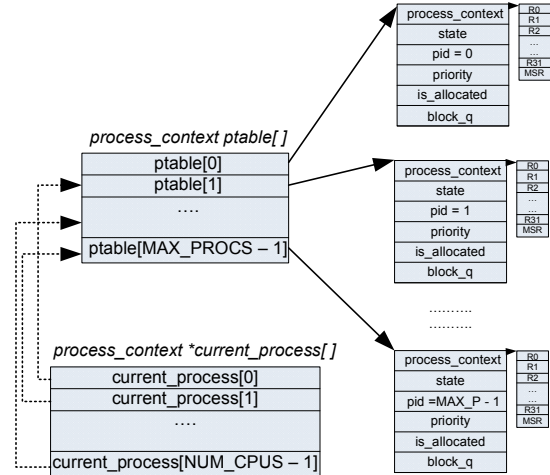 process_context
state
pid = 0
priority
is_allocated
block_q
R0
R1
R2
...
...
R31
MSR
process_context ptable[ ]
ptable[0]
ptable[1]
....
ptable[MAX_PROCS – 1]
process_context
state
pid = 1
priority
is_allocated
block_q
R0
R1
R2
...
...
R31
MSR
.........
.........
process_context *current_process[ ]
current_process[0]
current_process[1]
....
current_process[NUM_CPUS – 1]
process_context
state
pid =MAX_P - 1
priority
is_allocated
block_q
R0
R1
R2
...
...
R31
MSR